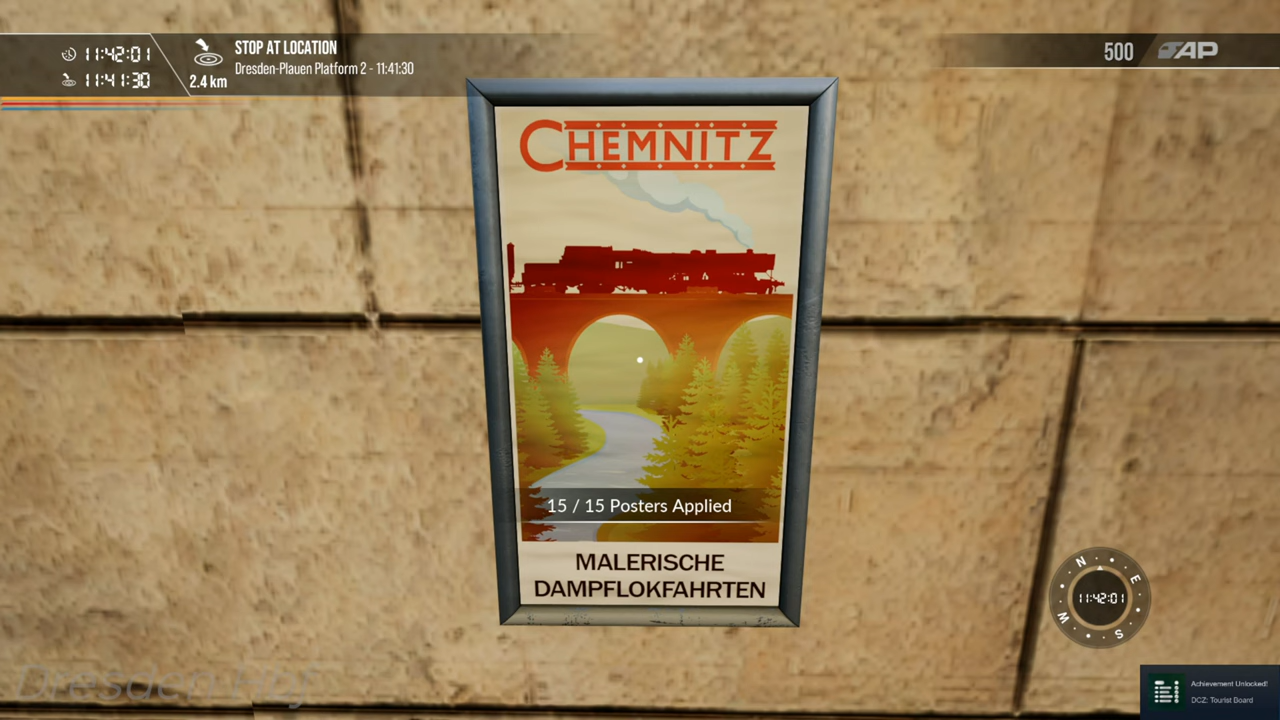 11:42:01
11:41:30
STOP AT LOCATION
Dresden-Plauen Platform 2 - 11:41:30
2.4 km
500 AP
CHEMNITZ
15 / 15 Posters Applied
MALERISCHE
DAMPFLOKFAHRTEN
N
E
S
W
11:42:01
Dresden Hbf
Achievement Unlocked!
DCZ: Tourist Board